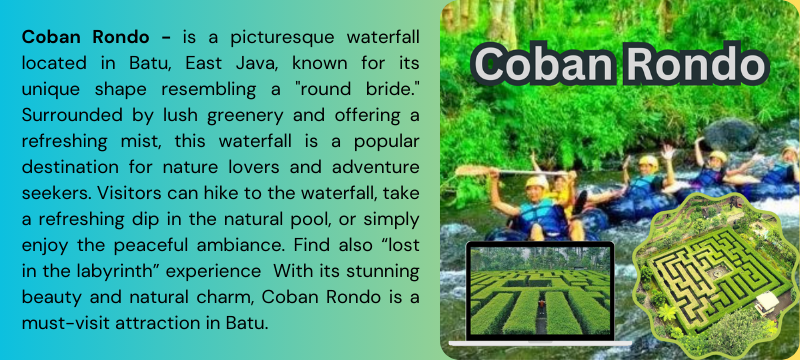 Coban Rondo - is a picturesque waterfall
located in Batu, East Java, known for its
unique shape resembling a "round bride."
Surrounded by lush greenery and offering a
refreshing mist, this waterfall is a popular
destination for nature lovers and adventure
seekers. Visitors can hike to the waterfall, take
a refreshing dip in the natural pool, or simply
enjoy the peaceful ambiance. Find also “lost
in the labyrinth” experience With its stunning
beauty and natural charm, Coban Rondo is a
must-visit attraction in Batu.
Coban Rondo